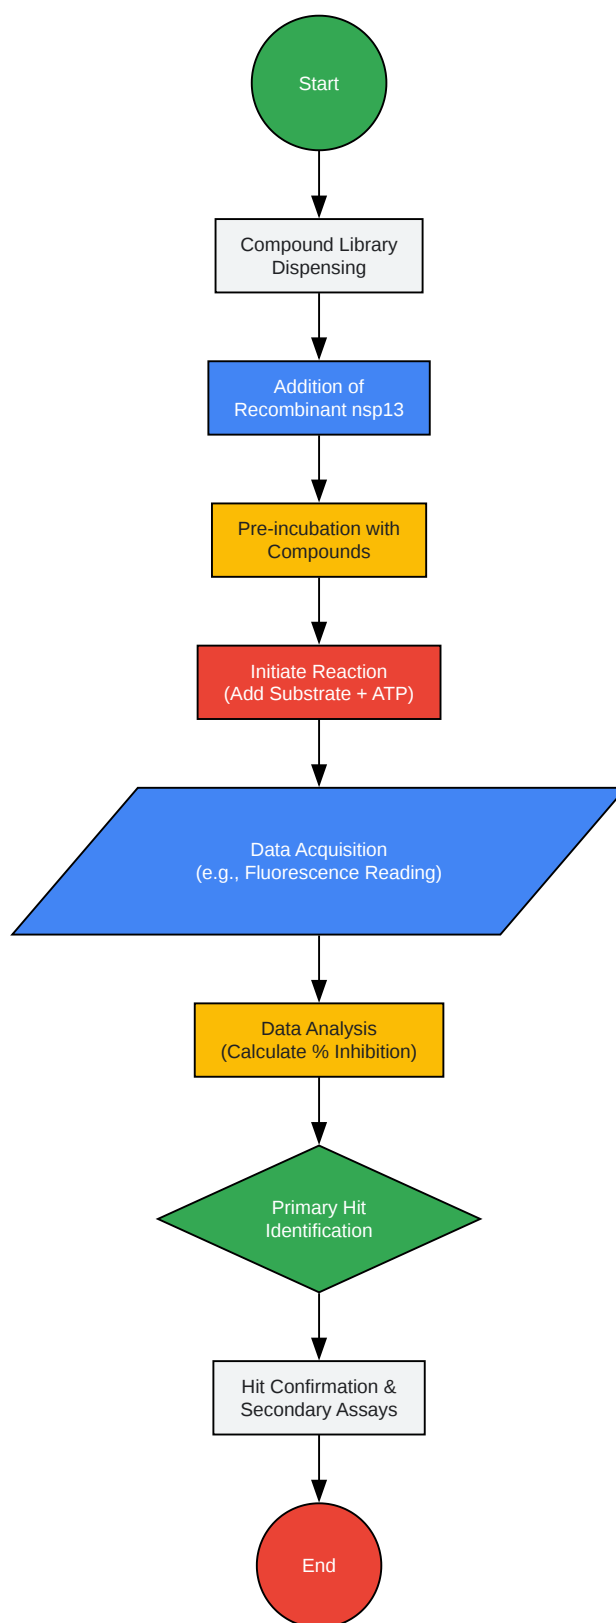 Start
Compound Library
Dispensing
Addition of
Recombinant nsp13
Pre-incubation with
Compounds
Initiate Reaction
(Add Substrate + ATP)
Data Acquisition
(e.g., Fluorescence Reading)
Data Analysis
(Calculate % Inhibition)
Primary Hit
Identification
Hit Confirmation &
Secondary Assays
End